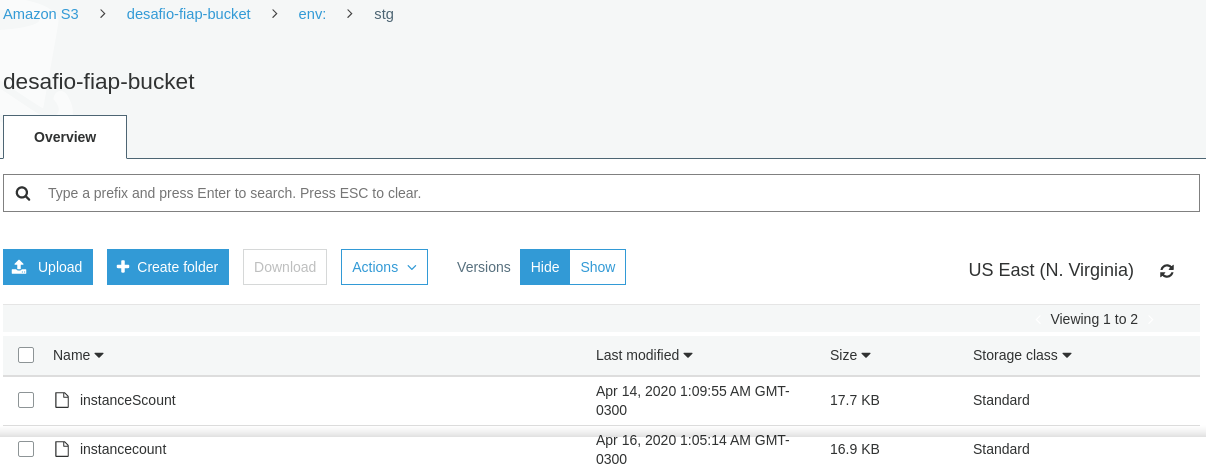 Amazon S3 > desafio-fiap-bucket > env: > stg
desafio-fiap-bucket
Overview
Type a prefix and press Enter to search. Press ESC to clear.
Upload Create folder Download Actions Versions Hide Show US East (N. Virginia)
Viewing 1 to 2
Name Last modified Size Storage class
instanceScount Apr 14, 2020 1:09:55 AM GMT-
0300 17.7 KB Standard
instancecount Apr 16, 2020 1:05:14 AM GMT-
0300 16.9 KB Standard